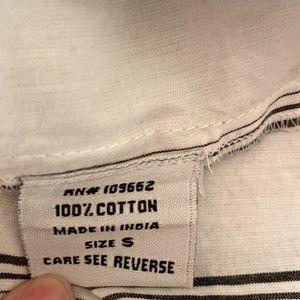 RN# 109662
100% COTTON
MADE IN INDIA
SIZE S
CARE SEE REVERSE